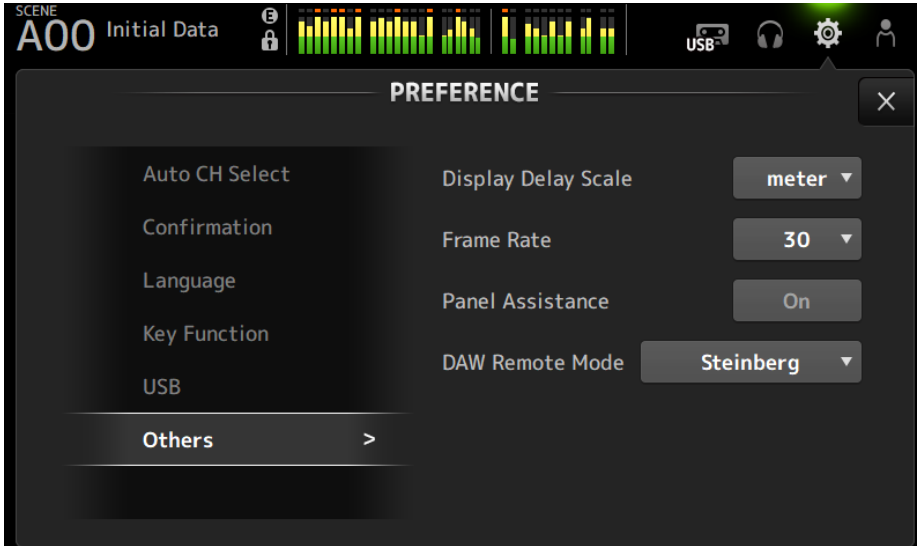 SCENE
A00 Initial Data
E
USB
PREFERENCE
Auto CH Select
Confirmation
Language
Key Function
USB
Others >
Display Delay Scale meter
Frame Rate 30
Panel Assistance On
DAW Remote Mode Steinberg